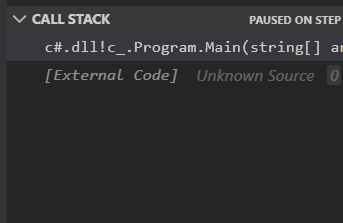 CALL STACK PAUSED ON STEP
c#.dll!c_.Program.Main(string[] ar
[External Code] Unknown Source 0